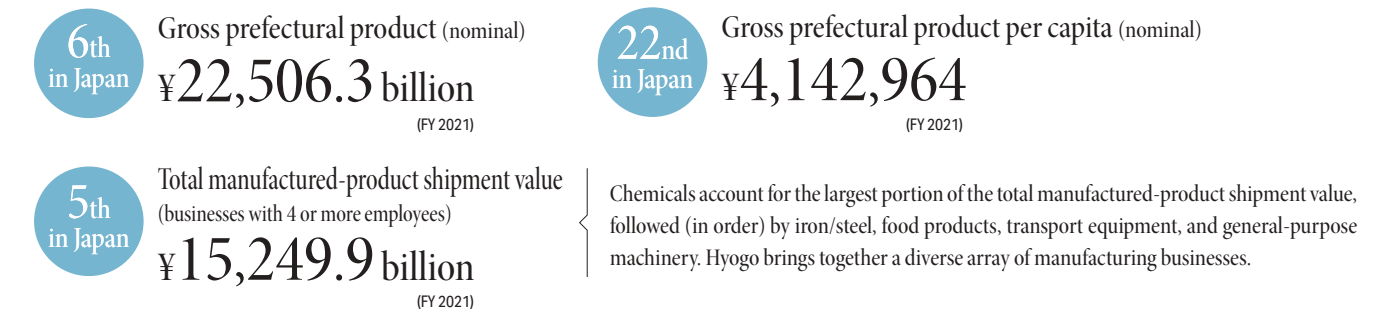 6th
in Japan
Gross prefectural product (nominal)
¥22,506.3 billion
(FY 2021)
22nd
in Japan
Gross prefectural product per capita (nominal)
¥4,142,964
(FY 2021)
5th
in Japan
Total manufactured-product shipment value
(businesses with 4 or more employees)
¥15,249.9 billion
(FY 2021)
Chemicals account for the largest portion of the total manufactured-product shipment value,
followed (in order) by iron/steel, food products, transport equipment, and general-purpose
machinery. Hyogo brings together a diverse array of manufacturing businesses.